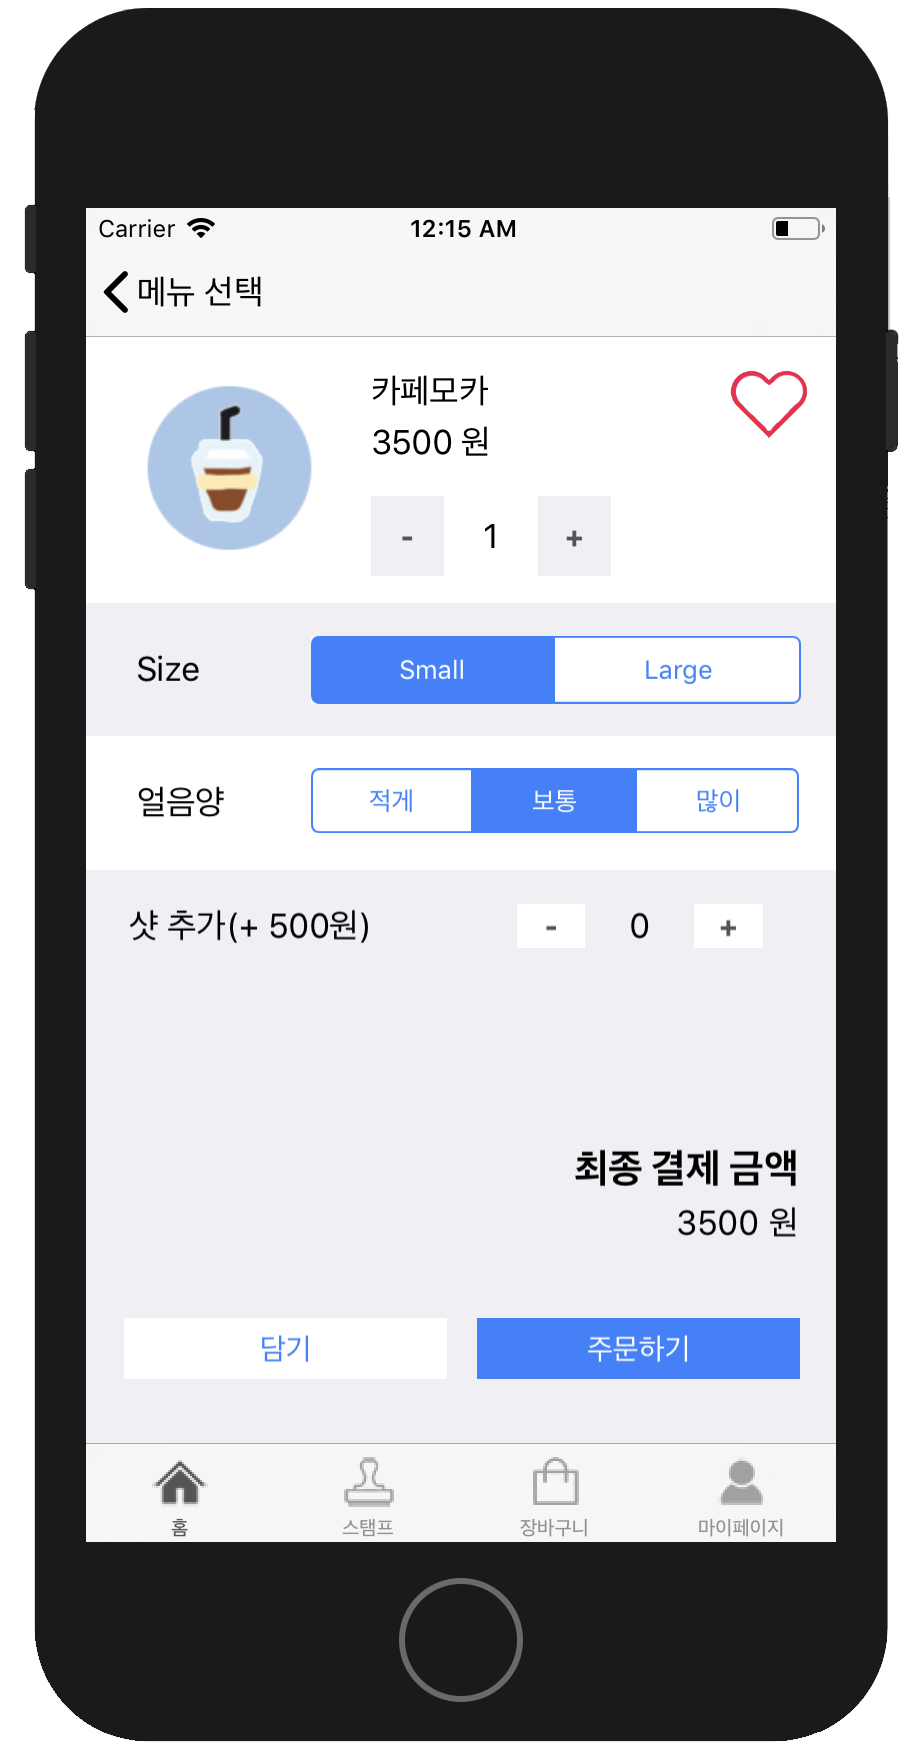 Carrier 12:15 AM
메뉴 선택
카페모카
3500 원
- 1 +
Size Small Large
얼음양 적게 보통 많이
샷 추가(+ 500원) - 0 +
최종 결제 금액
3500 원
담기 주문하기
홈 스탬프 장바구니 마이페이지